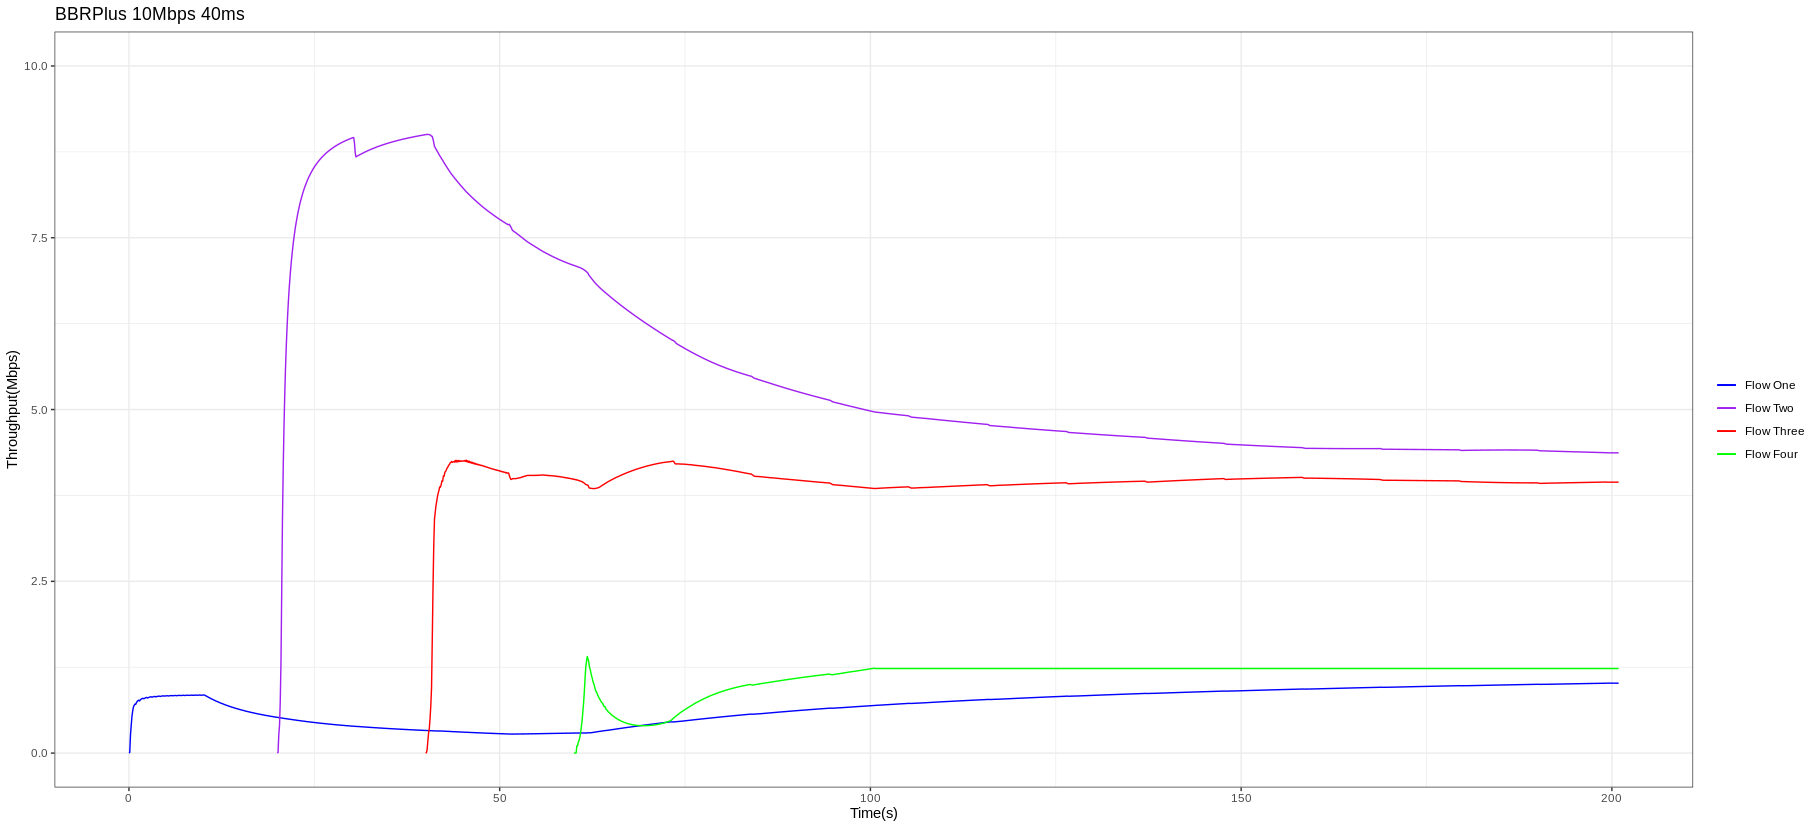 BBRPlus 10Mbps 40ms
Throughput(Mbps)
10.0
7.5
5.0
2.5
0.0
0
50
100
150
200
Time(s)
Flow One
Flow Two
Flow Three
Flow Four